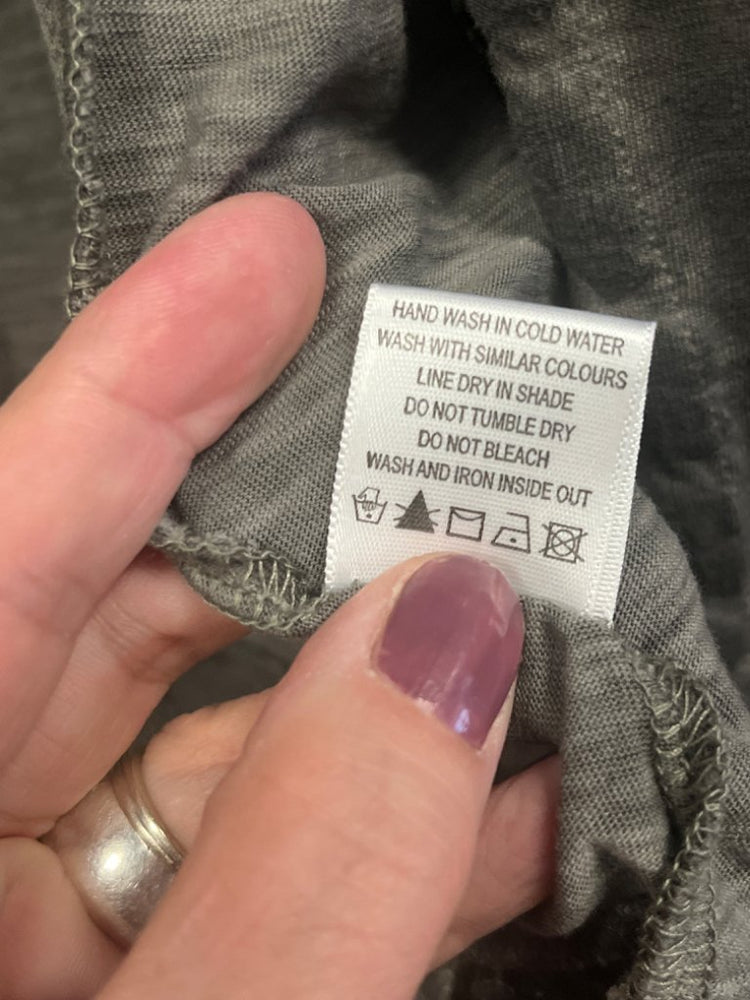 HAND WASH IN COLD WATER
WASH WITH SIMILAR COLOURS
LINE DRY IN SHADE
DO NOT TUMBLE DRY
DO NOT BLEACH
WASH AND IRON INSIDE OUT